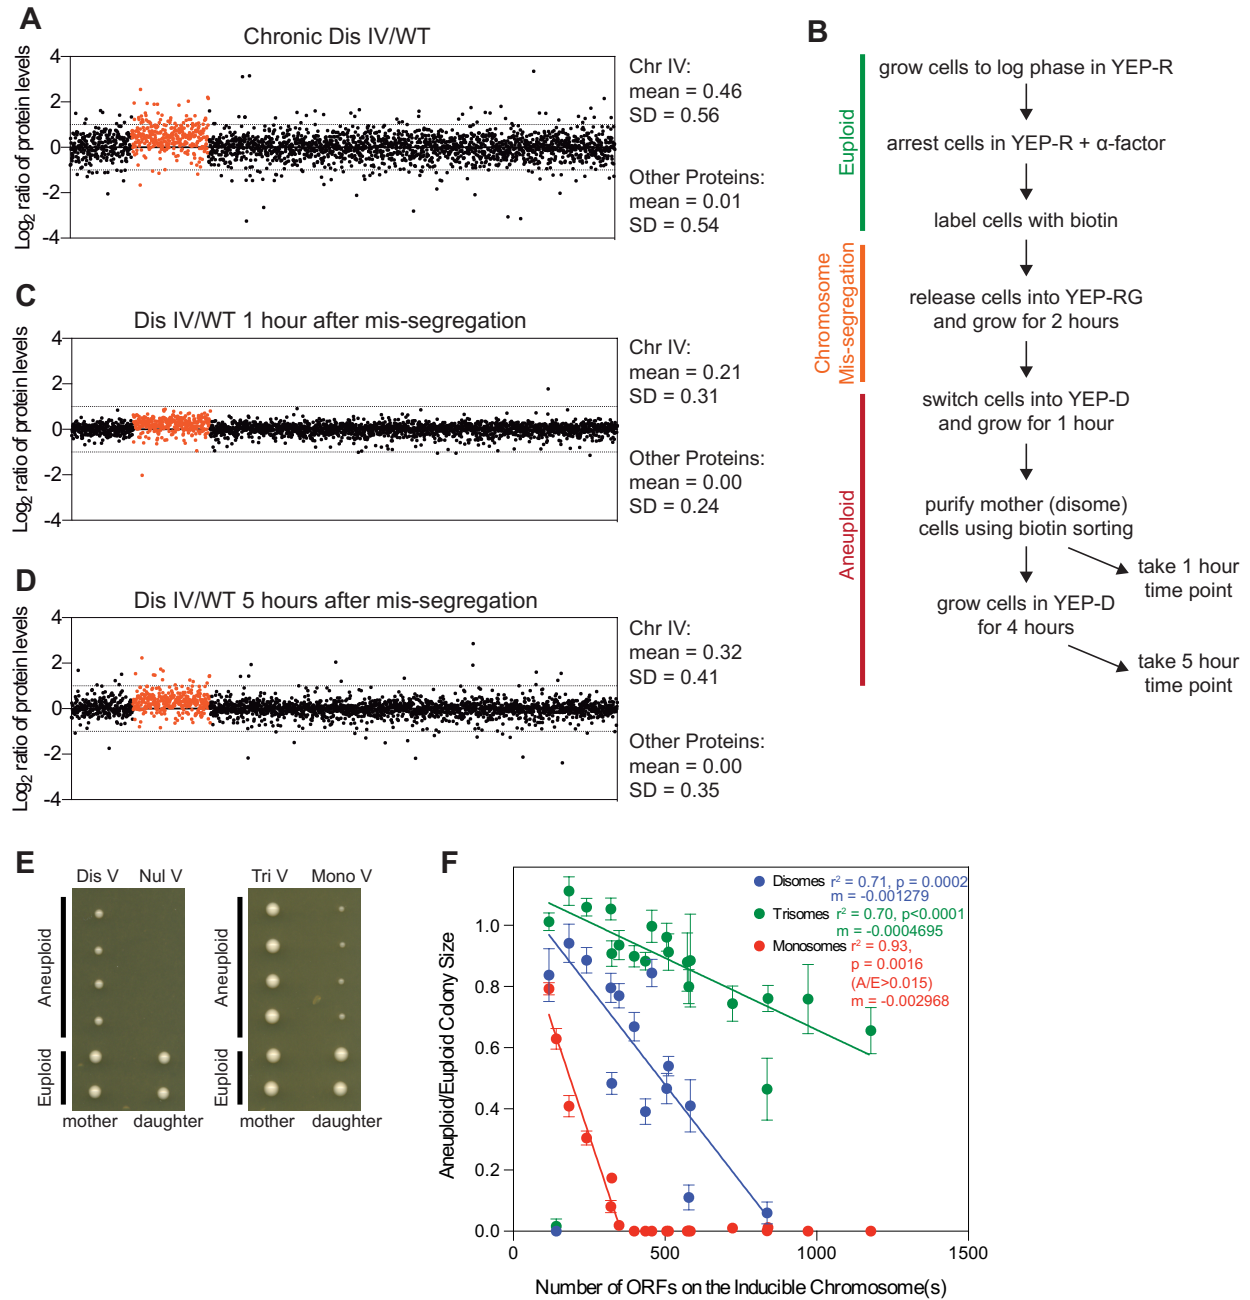 A
Chronic Dis IV/WT
Log2 ratio of protein levels
4
2
0
-2
-4
Chr IV:
mean = 0.46
SD = 0.56
Other Proteins:
mean = 0.01
SD = 0.54
B
Euploid
Chromosome
Mis-segregation
Aneuploid
grow cells to log phase in YEP-R
arrest cells in YEP-R + α-factor
label cells with biotin
release cells into YEP-RG
and grow for 2 hours
switch cells into YEP-D
and grow for 1 hour
purify mother (disome)
cells using biotin sorting
take 1 hour
time point
grow cells in YEP-D
for 4 hours
take 5 hour
time point
C
Dis IV/WT 1 hour after mis-segregation
Log2 ratio of protein levels
4
2
0
-2
-4
Chr IV:
mean = 0.21
SD = 0.31
Other Proteins:
mean = 0.00
SD = 0.24
D
Dis IV/WT 5 hours after mis-segregation
Log2 ratio of protein levels
4
2
0
-2
-4
Chr IV:
mean = 0.32
SD = 0.41
Other Proteins:
mean = 0.00
SD = 0.35
E
Dis V Nul V
Tri V Mono V
Aneuploid
Euploid
mother daughter
Aneuploid
Euploid
mother daughter
F
Aneuploid/Euploid Colony Size
1.0
0.8
0.6
0.4
0.2
0.0
0 500 1000 1500
Number of ORFs on the Inducible Chromosome(s)
Disomes r2 = 0.71, p = 0.0002
m = -0.001279
Trisomes r2 = 0.70, p<0.0001
m = -0.0004695
Monosomes r2 = 0.93,
p = 0.0016
(A/E>0.015)
m = -0.002968